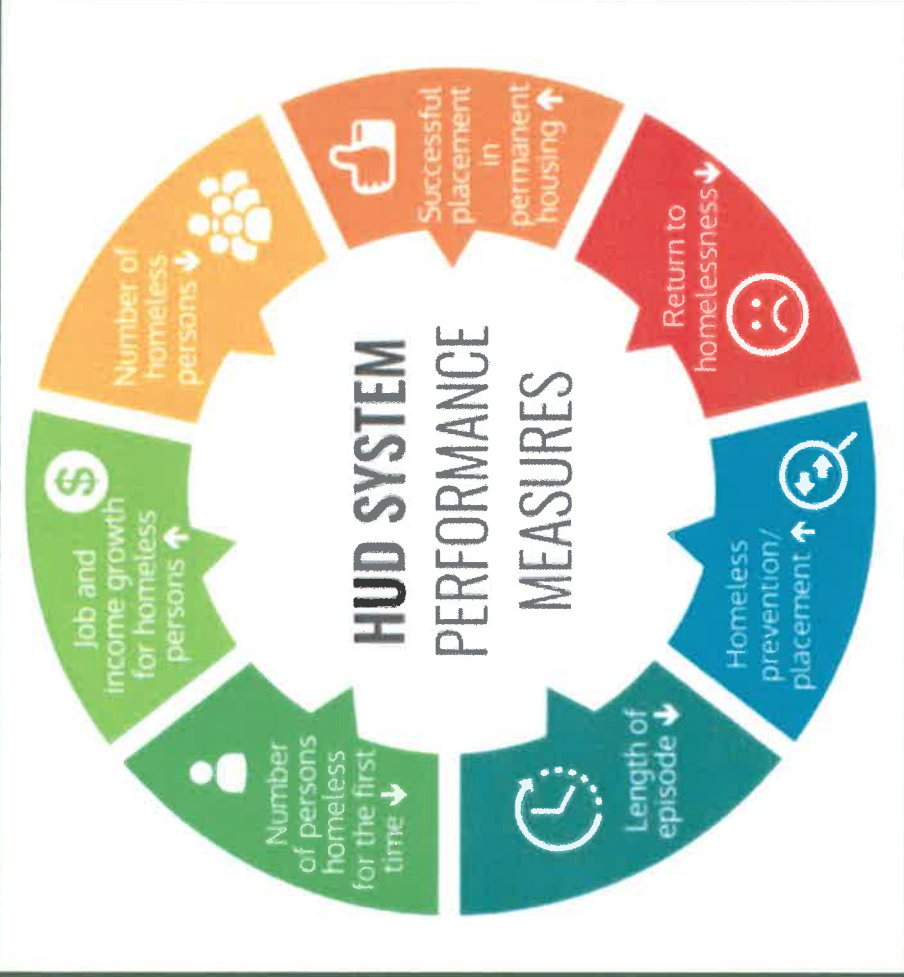 HUD SYSTEM
PERFORMANCE
MEASURES
Job and
income growth
for homeless
persons ↑
Number of
homeless
persons ↓
Successful
placement
in
permanent
housing ↑
Return to
homelessness ↓
Homeless
prevention/
placement ↑
Length of
episode ↓
Number
of persons
homeless
for the first
time ↓
$